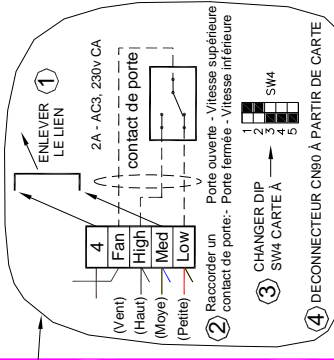 1 ENLEVER
LE LIEN
2A - AC3, 230v CA
contact de porte
4
Fan
High
Med
Low
(Vent)
(Haut)
(Moye)
(Petite)
2 Raccorder un
contact de porte:-
Porte ouverte - Vitesse supérieure
Porte fermée - Vitesse inférieure
3 CHANGER DIP
SW4 CARTE À
1
2
3
4
5
SW4
4 DECONNECTEUR CN90 À PARTIR DE CARTE